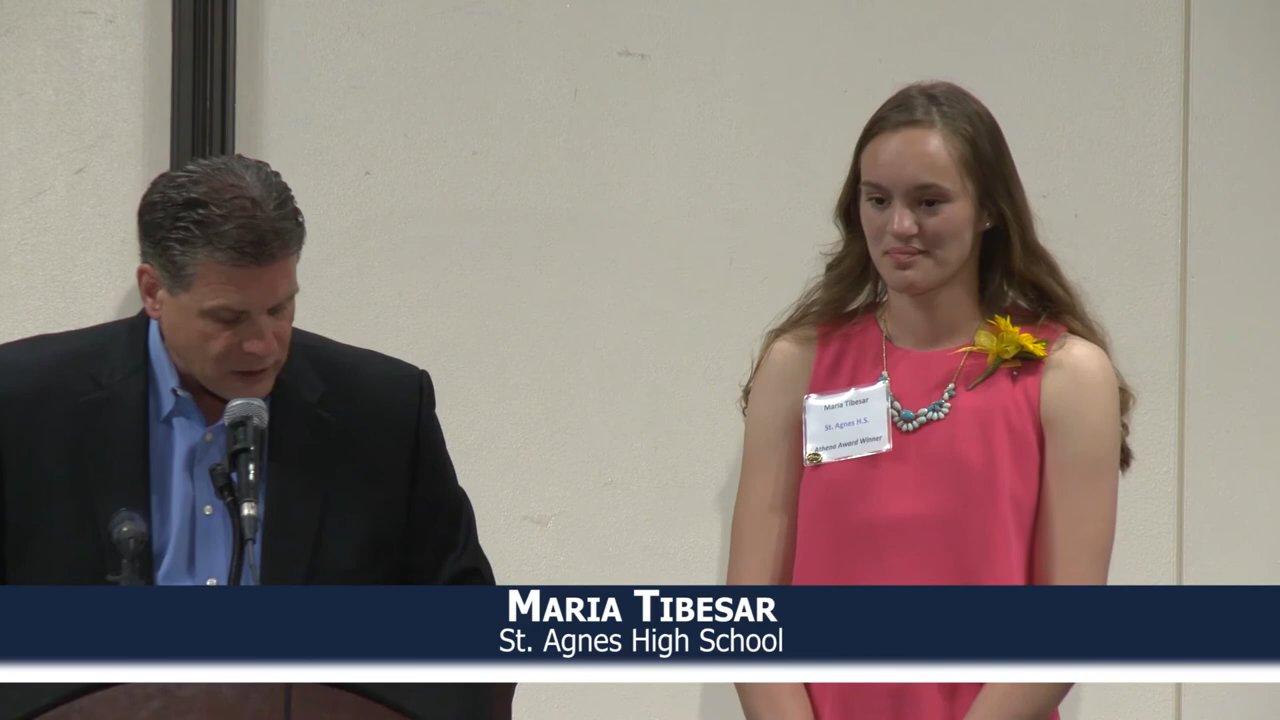 Maria Tibesar
St. Agnes H.S.
Athena Award Winner
MARIA TIBESAR
St. Agnes High School